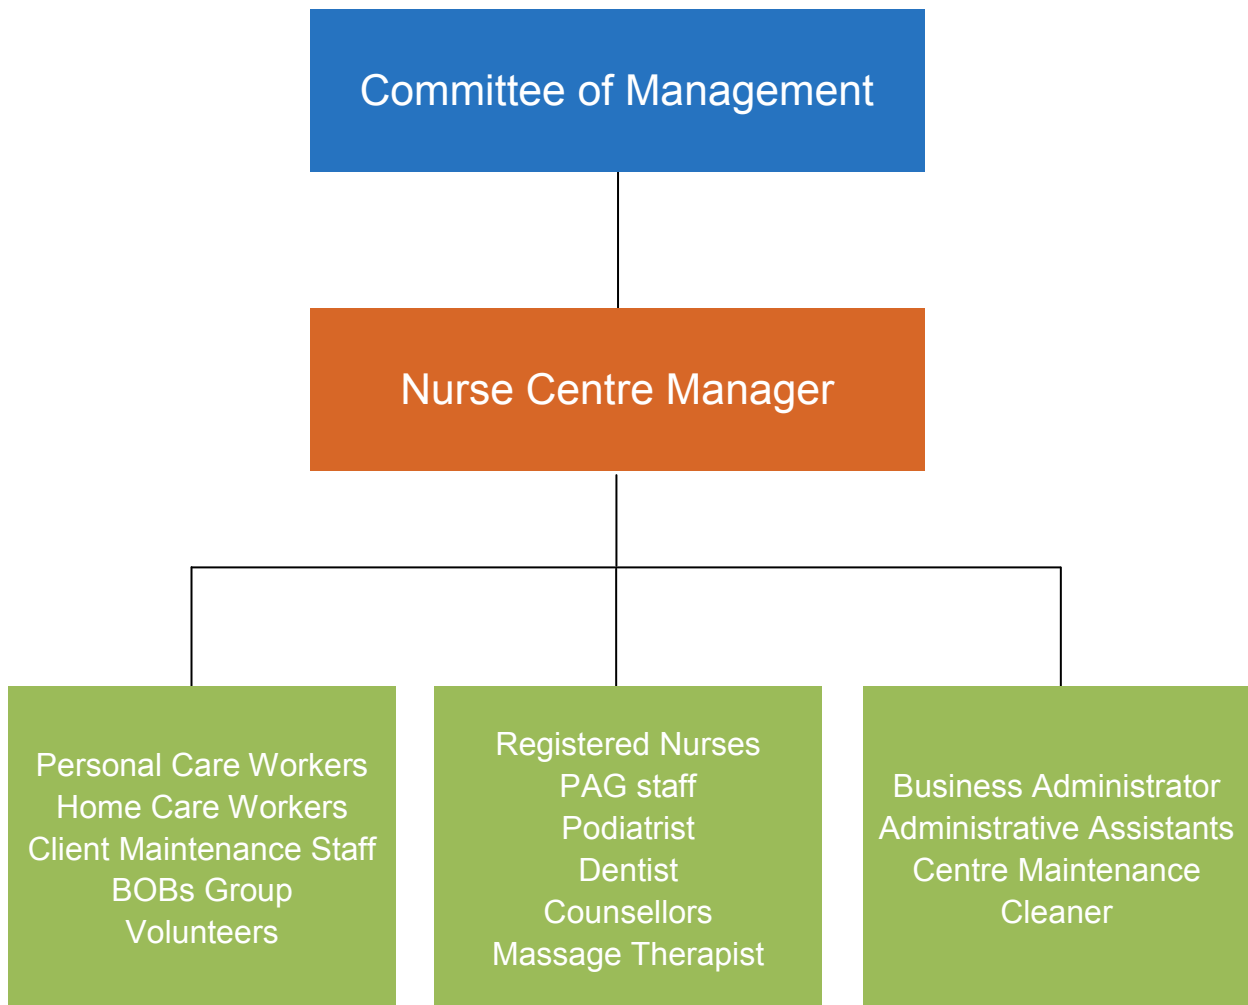 Committee of Management
Nurse Centre Manager
Personal Care Workers
Home Care Workers
Client Maintenance Staff
BOBs Group
Volunteers
Registered Nurses
PAG staff
Podiatrist
Dentist
Counsellors
Massage Therapist
Business Administrator
Administrative Assistants
Centre Maintenance
Cleaner